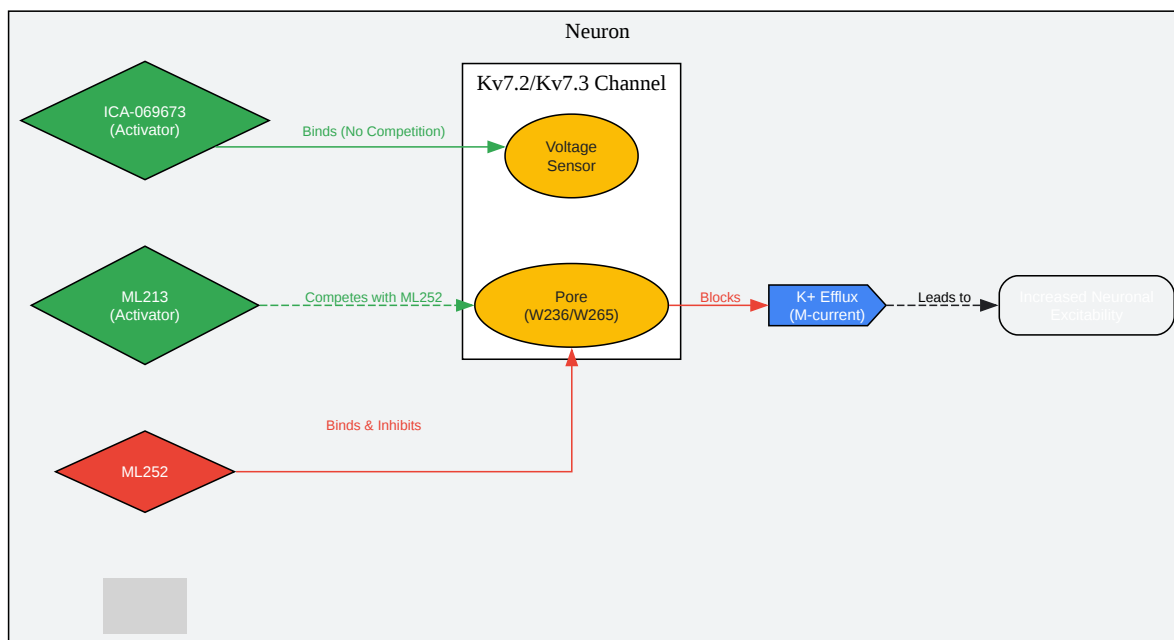 Neuron
Kv7.2/Kv7.3 Channel
ICA-069673
(Activator)
Binds (No Competition)
Voltage
Sensor
ML213
(Activator)
Competes with ML252
Pore
(W236/W265)
Blocks
K+ Efflux
(M-current)
Leads to
Increased Neuronal
Excitability
Binds & Inhibits
ML252